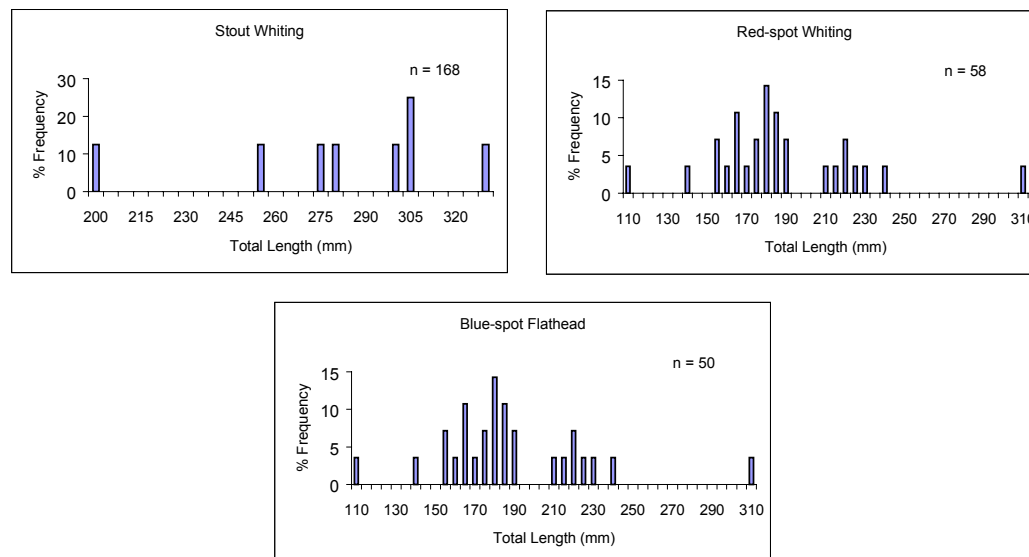 Stout Whiting
n = 168
% Frequency
30
20
10
0
200 215 230 245 255 275 290 305 320
Total Length (mm)
Red-spot Whiting
n = 58
% Frequency
15
10
5
0
110 130 150 170 190 210 230 250 270 290 310
Total Length (mm)
Blue-spot Flathead
n = 50
% Frequency
15
10
5
0
110 130 150 170 190 210 230 250 270 290 310
Total Length (mm)